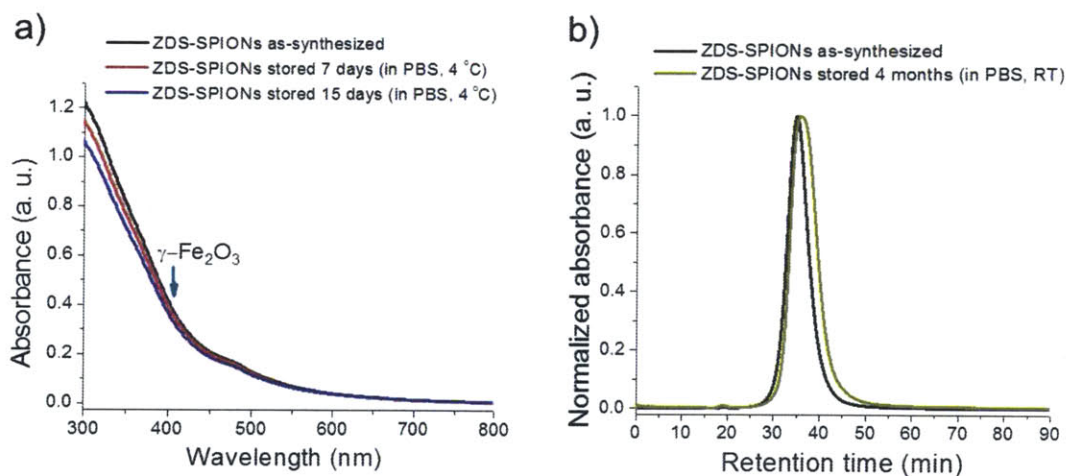 a)
ZDS-SPIONs as-synthesized
ZDS-SPIONs stored 7 days (in PBS, 4 °C)
ZDS-SPIONs stored 15 days (in PBS, 4 °C)
1.2
1.0
0.8
0.6
0.4
0.2
0.0
Absorbance (a. u.)
γ–Fe₂O₃
300 400 500 600 700 800
Wavelength (nm)
b)
ZDS-SPIONs as-synthesized
ZDS-SPIONs stored 4 months (in PBS, RT)
1.0
0.8
0.6
0.4
0.2
0.0
Normalized absorbance (a. u.)
0 10 20 30 40 50 60 70 80 90
Retention time (min)